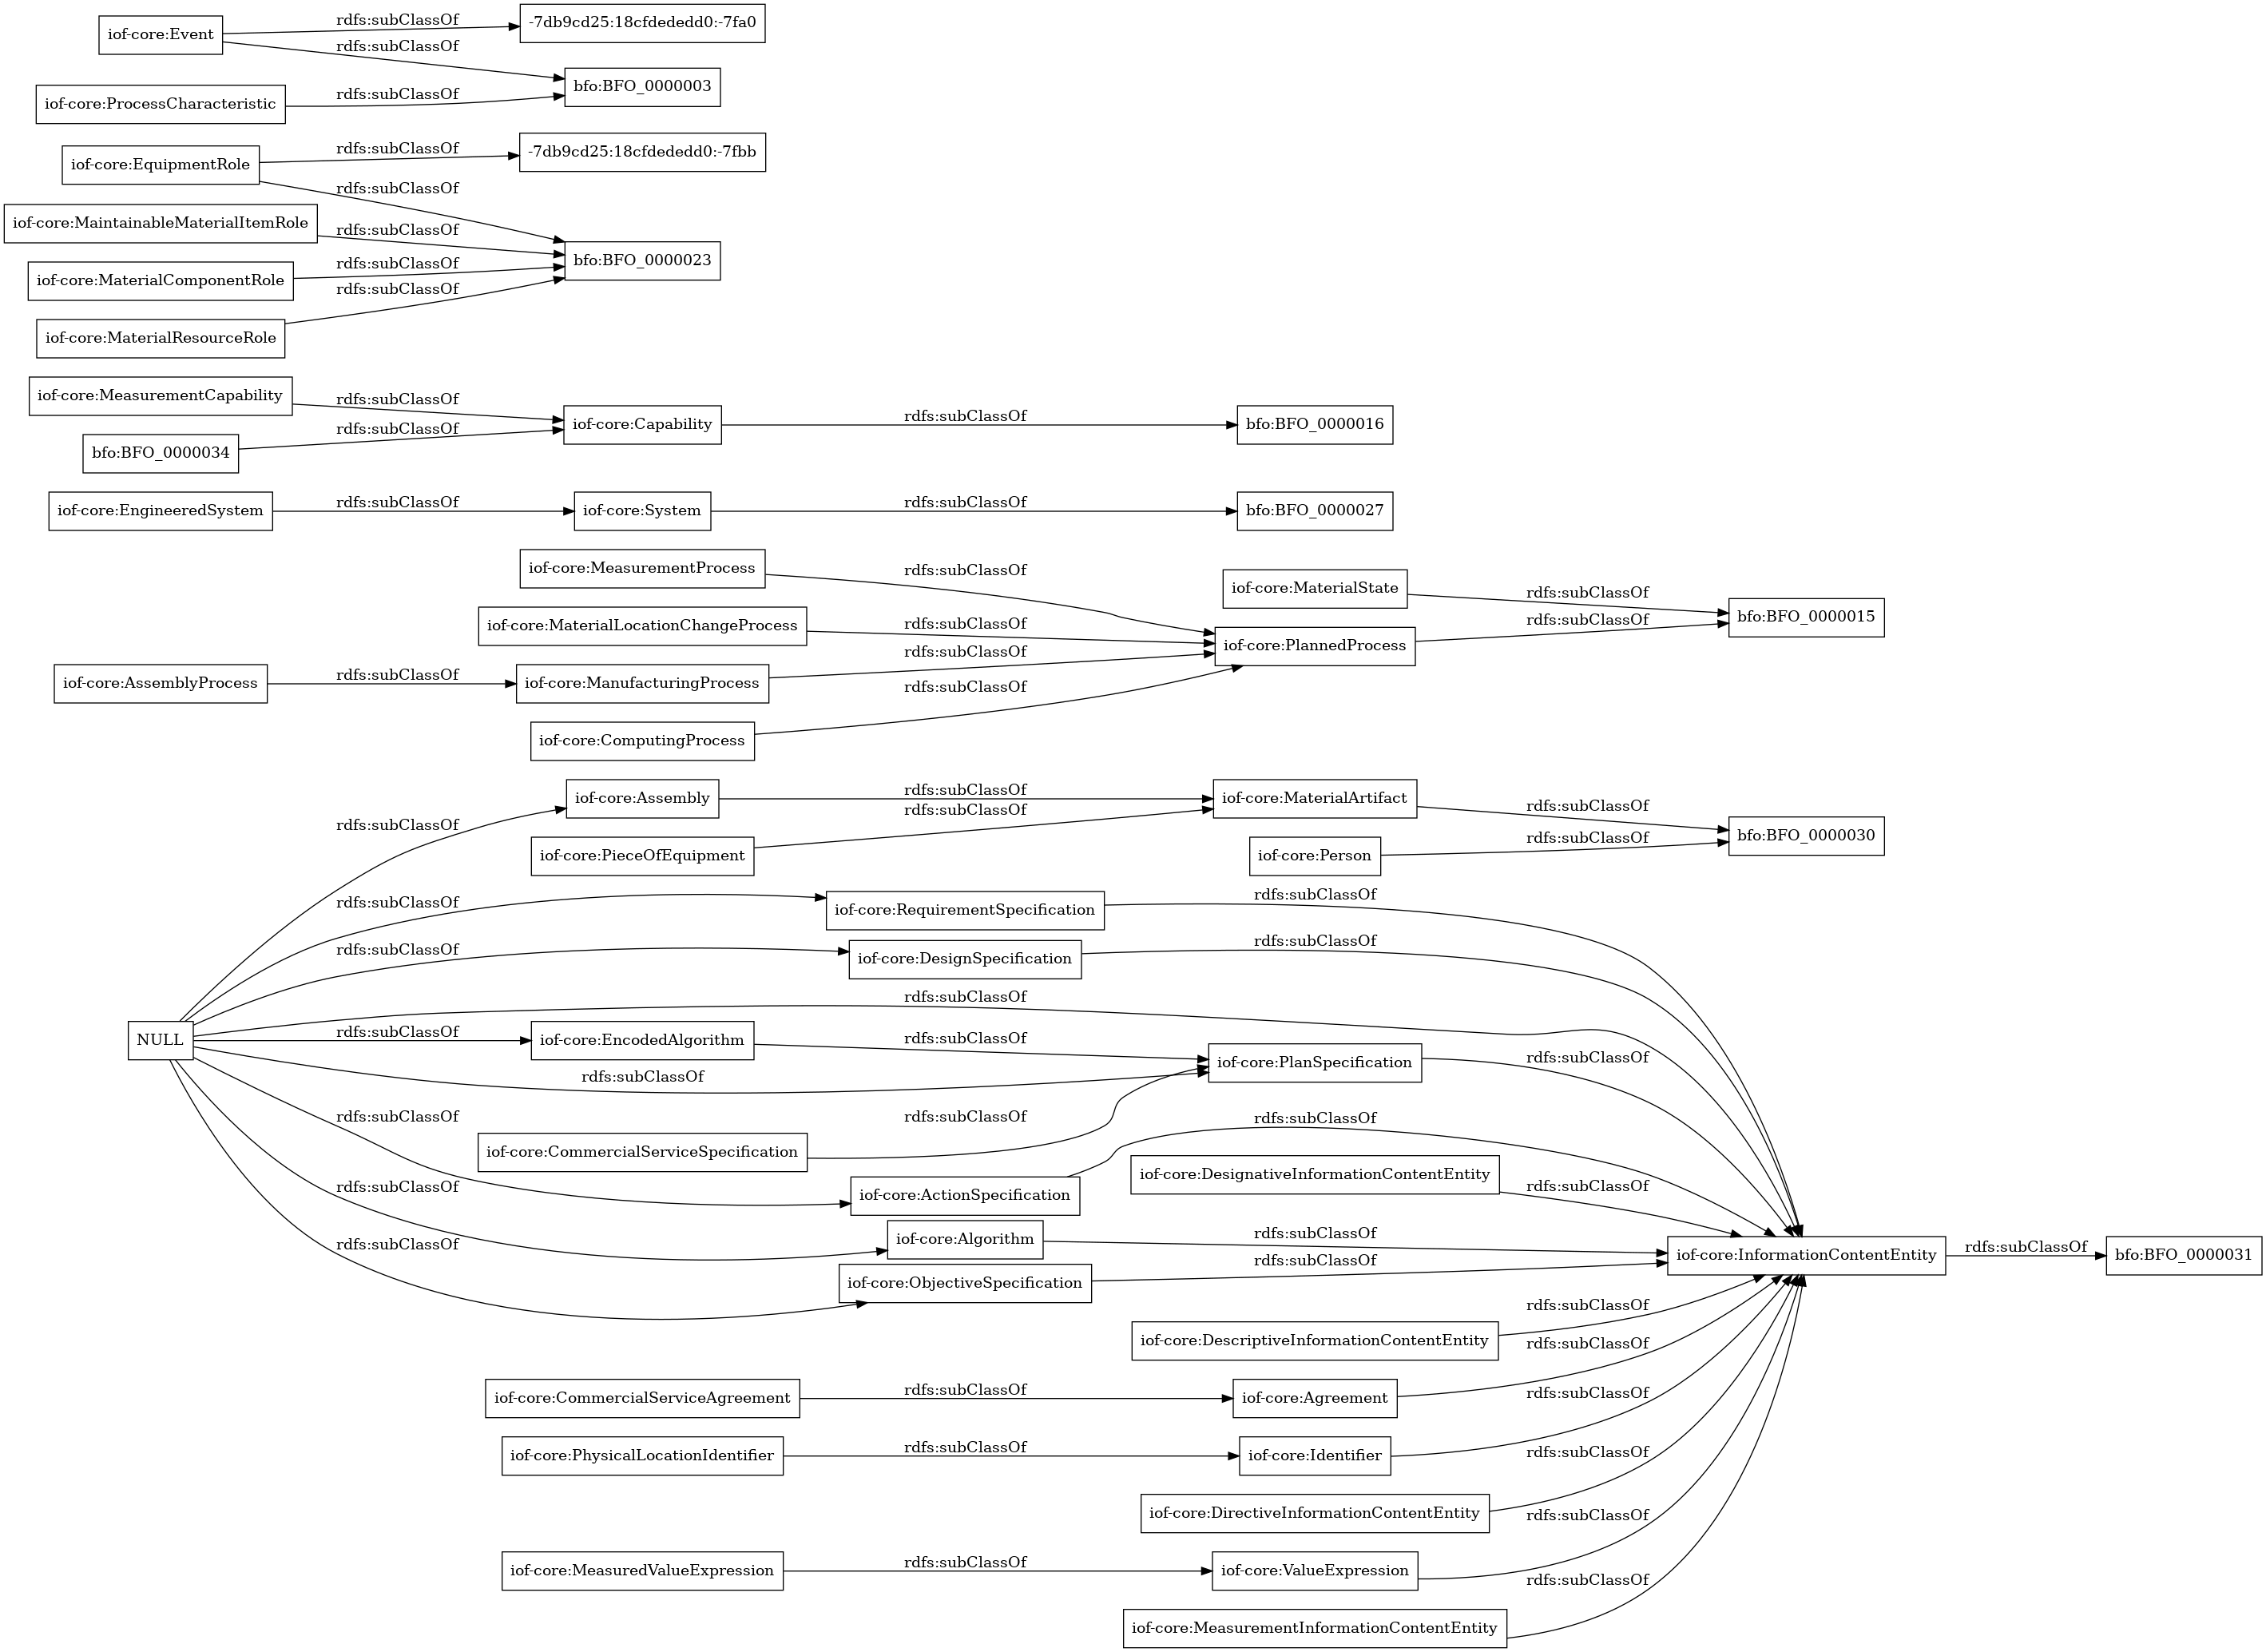 iof-core:Event
rdfs:subClassOf
-7db9cd25:18cfdededd0:-7fa0
rdfs:subClassOf
bfo:BFO_0000003
iof-core:ProcessCharacteristic
rdfs:subClassOf
iof-core:EquipmentRole
rdfs:subClassOf
-7db9cd25:18cfdededd0:-7fbb
rdfs:subClassOf
iof-core:MaintainableMaterialItemRole
rdfs:subClassOf
bfo:BFO_0000023
iof-core:MaterialComponentRole
rdfs:subClassOf
rdfs:subClassOf
iof-core:MaterialResourceRole
iof-core:MeasurementCapability
rdfs:subClassOf
iof-core:Capability
rdfs:subClassOf
bfo:BFO_0000016
bfo:BFO_0000034
rdfs:subClassOf
iof-core:EngineeredSystem
rdfs:subClassOf
iof-core:System
rdfs:subClassOf
bfo:BFO_0000027
iof-core:MeasurementProcess
rdfs:subClassOf
iof-core:MaterialState
rdfs:subClassOf
bfo:BFO_0000015
iof-core:MaterialLocationChangeProcess
rdfs:subClassOf
iof-core:PlannedProcess
rdfs:subClassOf
iof-core:AssemblyProcess
rdfs:subClassOf
iof-core:ManufacturingProcess
rdfs:subClassOf
iof-core:ComputingProcess
rdfs:subClassOf
rdfs:subClassOf
iof-core:Assembly
rdfs:subClassOf
iof-core:MaterialArtifact
rdfs:subClassOf
bfo:BFO_0000030
iof-core:PieceOfEquipment
rdfs:subClassOf
iof-core:Person
rdfs:subClassOf
rdfs:subClassOf
iof-core:RequirementSpecification
rdfs:subClassOf
rdfs:subClassOf
iof-core:DesignSpecification
rdfs:subClassOf
rdfs:subClassOf
NULL
rdfs:subClassOf
iof-core:EncodedAlgorithm
rdfs:subClassOf
iof-core:PlanSpecification
rdfs:subClassOf
rdfs:subClassOf
rdfs:subClassOf
iof-core:CommercialServiceSpecification
rdfs:subClassOf
rdfs:subClassOf
iof-core:DesignativeInformationContentEntity
rdfs:subClassOf
rdfs:subClassOf
iof-core:ActionSpecification
iof-core:Algorithm
rdfs:subClassOf
rdfs:subClassOf
iof-core:ObjectiveSpecification
rdfs:subClassOf
iof-core:InformationContentEntity
rdfs:subClassOf
bfo:BFO_0000031
iof-core:DescriptiveInformationContentEntity
rdfs:subClassOf
iof-core:CommercialServiceAgreement
rdfs:subClassOf
iof-core:Agreement
rdfs:subClassOf
iof-core:PhysicalLocationIdentifier
rdfs:subClassOf
iof-core:Identifier
rdfs:subClassOf
iof-core:DirectiveInformationContentEntity
rdfs:subClassOf
iof-core:MeasuredValueExpression
rdfs:subClassOf
iof-core:ValueExpression
rdfs:subClassOf
iof-core:MeasurementInformationContentEntity
rdfs:subClassOf